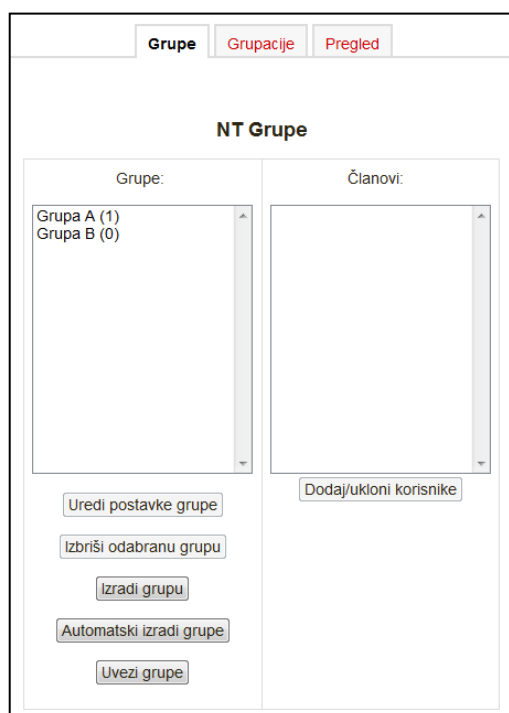 Grupe Grupacije Pregled
NT Grupe
Grupe:
Grupa A (1)
Grupa B (0)
Uredi postavke grupe
Izbriši odabranu grupu
Izradi grupu
Automatski izradi grupe
Uvezi grupe
Članovi:
Dodaj/ukloni korisnike